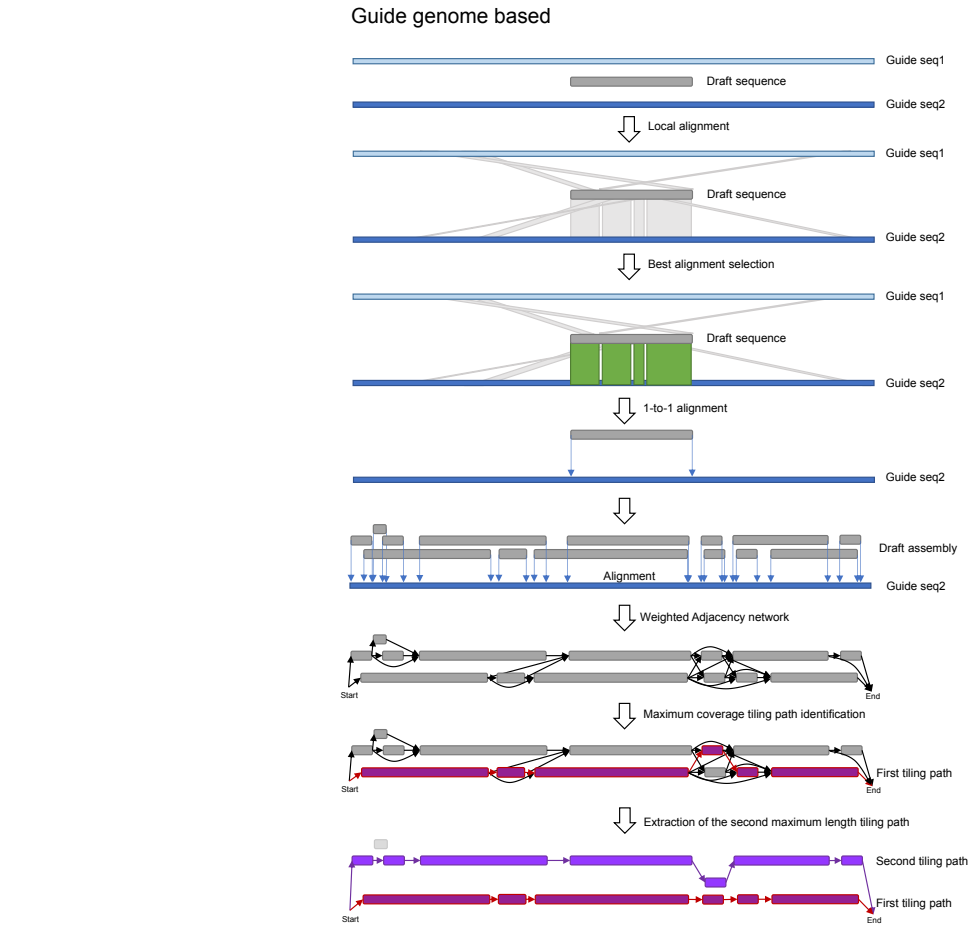 Guide genome based
Guide seq1
Draft sequence
Guide seq2
Local alignment
Guide seq1
Draft sequence
Guide seq2
Best alignment selection
Guide seq1
Draft sequence
Guide seq2
1-to-1 alignment
Guide seq2
Draft assembly
Alignment
Guide seq2
Weighted Adjacency network
Start
End
Maximum coverage tiling path identification
First tiling path
Start
End
Extraction of the second maximum length tiling path
Second tiling path
First tiling path
Start
End